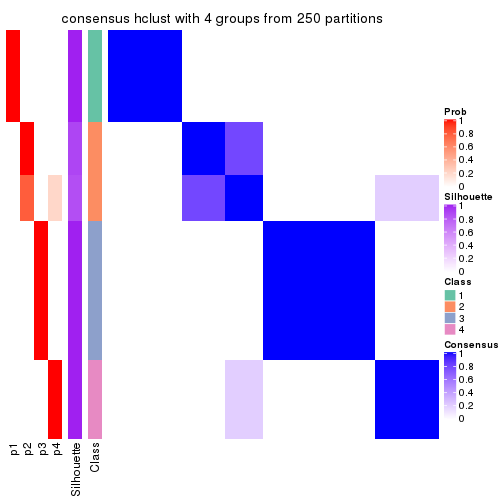 consensus hclust with 4 groups from 250 partitions
Prob
1
0.8
0.6
0.4
0.2
0
Silhouette
1
0.8
0.6
0.4
0.2
0
Class
1
2
3
4
Consensus
1
0.8
0.6
0.4
0.2
0
p1
p2
p3
p4
Silhouette
Class